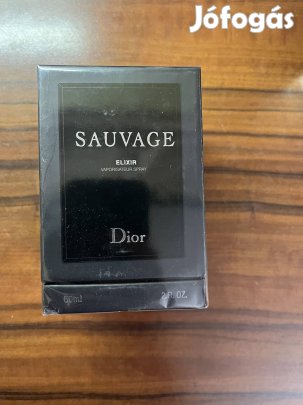 Jófogás
SAUVAGE
ELIXIR
VAPORISATEUR SPRAY
Dior
60ml 2 FL. OZ.